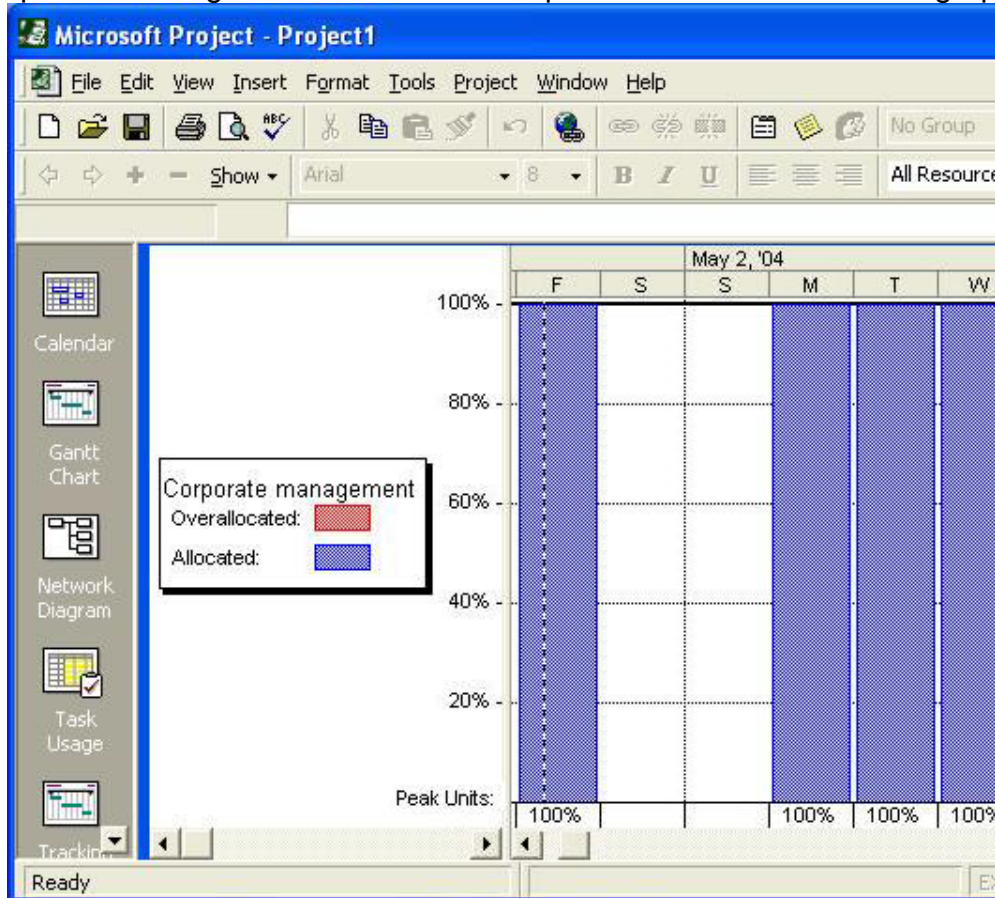 Microsoft Project - Project1
File Edit View Insert Format Tools Project Window Help
ABC
No Group
Show Arial 8 B I U All Resource
May 2, '04
F S S M T W
100%
80%
60%
40%
20%
Calendar
Gantt
Chart
Network
Diagram
Task
Usage
Corporate management
Overallocated:
Allocated:
Peak Units:
100% 100% 100% 100%
Ready